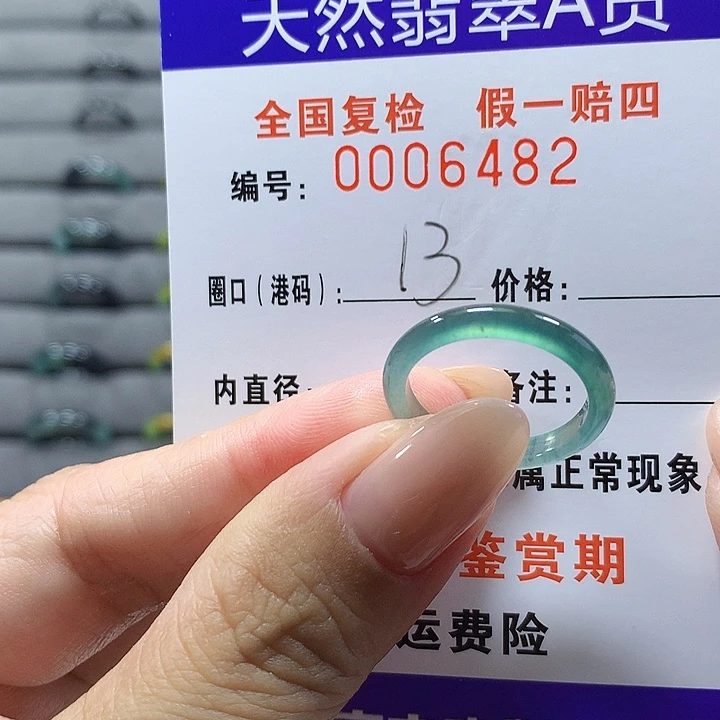 天然翡翠A货
全国复检 假一赔四
编号: 0006482
圈口(港码): 13 价格:
内直径: 备注:
属正常现象
鉴赏期
运费险